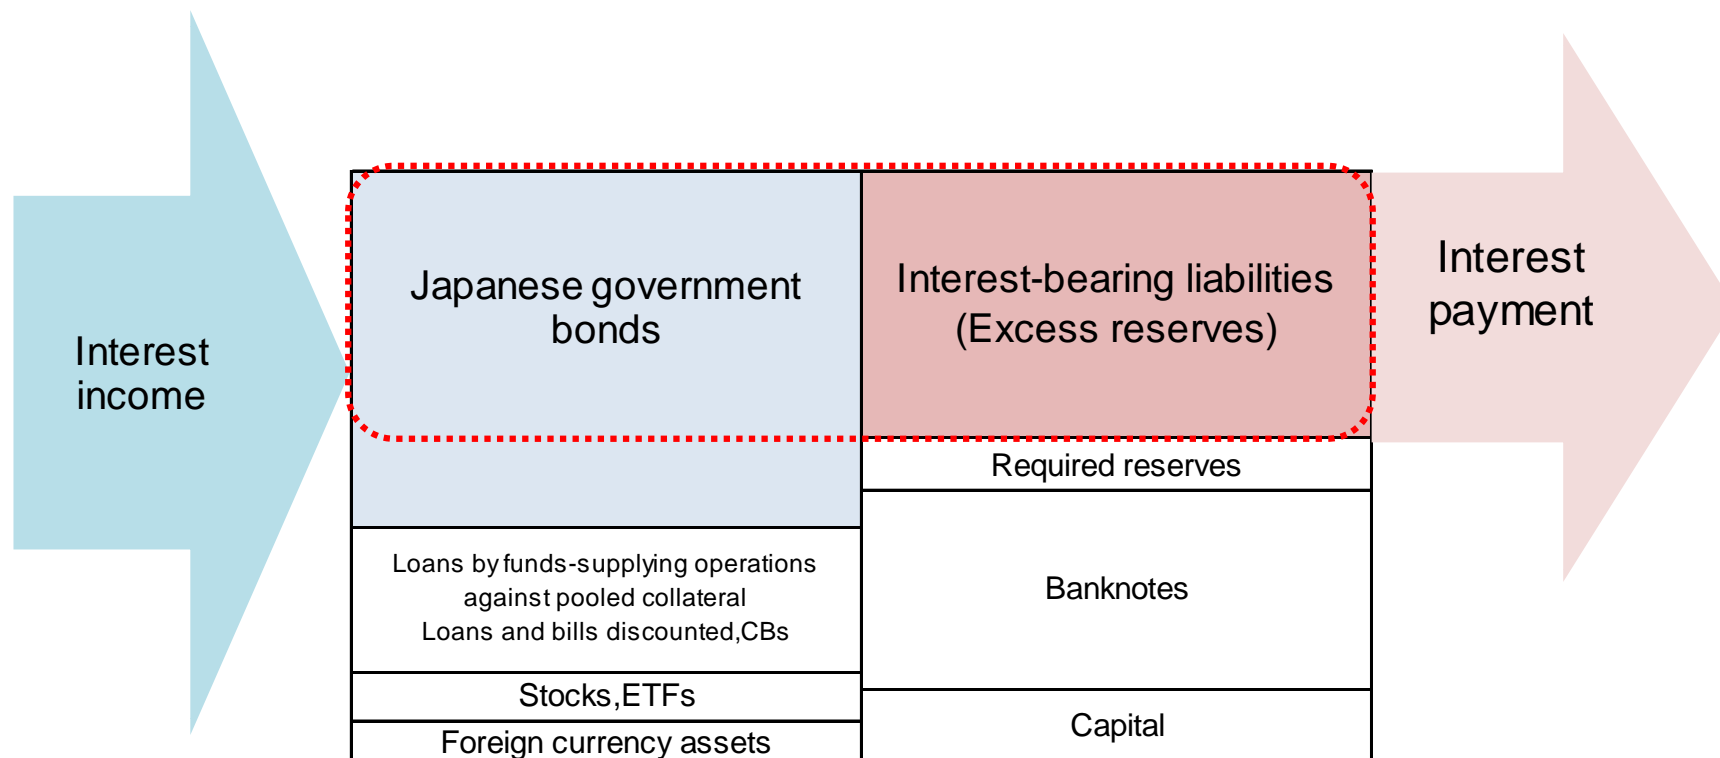 Interest
income
Japanese government
bonds
Loans by funds-supplying operations
against pooled collateral
Loans and bills discounted,CBs
Stocks,ETFs
Foreign currency assets
Interest-bearing liabilities
(Excess reserves)
Required reserves
Banknotes
Capital
Interest
payment